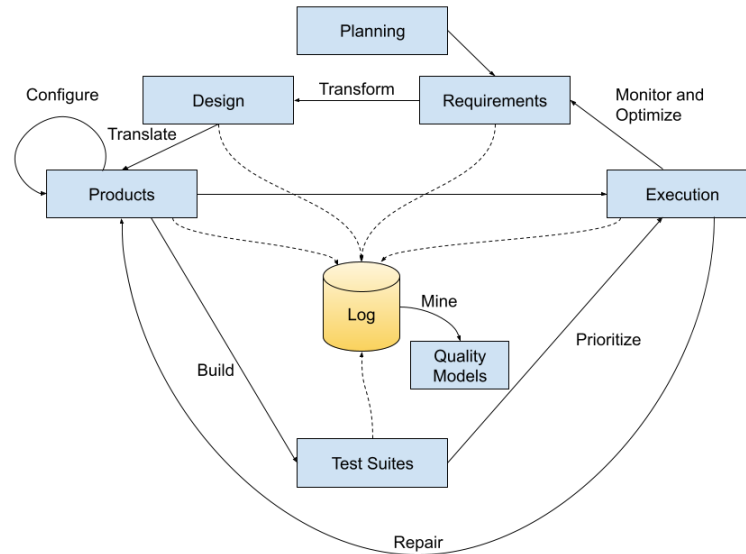 Planning
Configure
Design
Transform
Requirements
Monitor and
Optimize
Translate
Products
Execution
Log
Mine
Quality
Models
Prioritize
Build
Test Suites
Repair